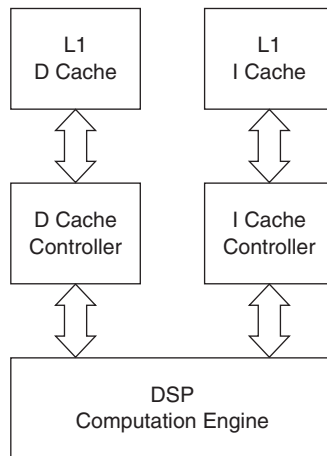 L1
D Cache
L1
I Cache
D Cache
Controller
I Cache
Controller
DSP
Computation Engine